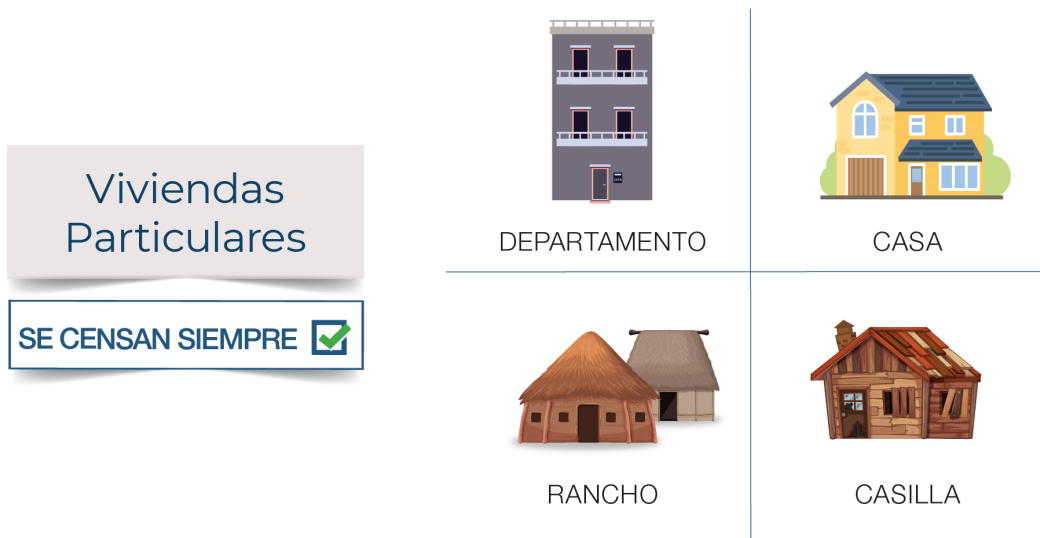 Viviendas
Particulares
SE CENSAN SIEMPRE
DEPARTAMENTO
CASA
RANCHO
CASILLA